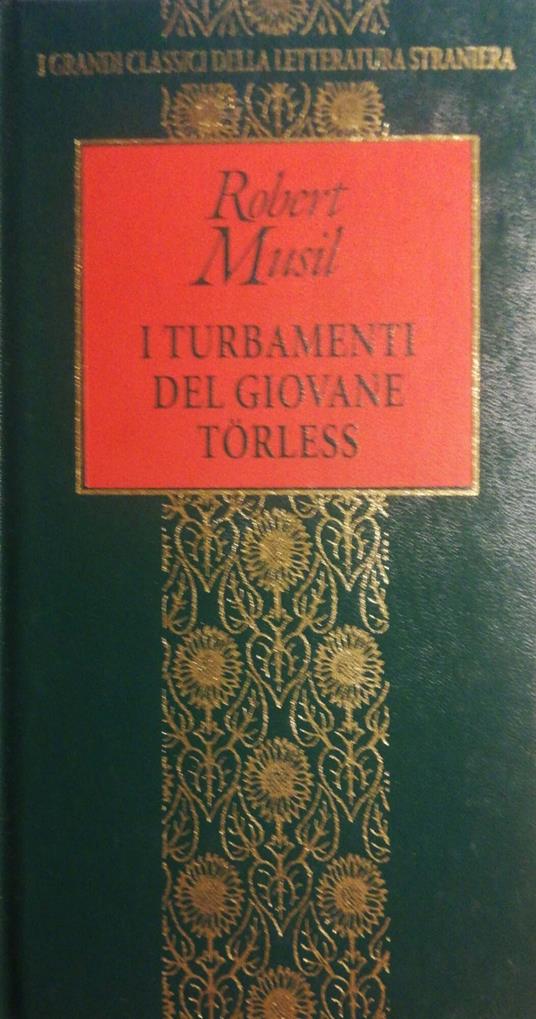 I GRANDI CLASSICI DELLA LETTERATURA STRANIERA
Robert
Musil
I TURBAMENTI
DEL GIOVANE
TÖRLESS